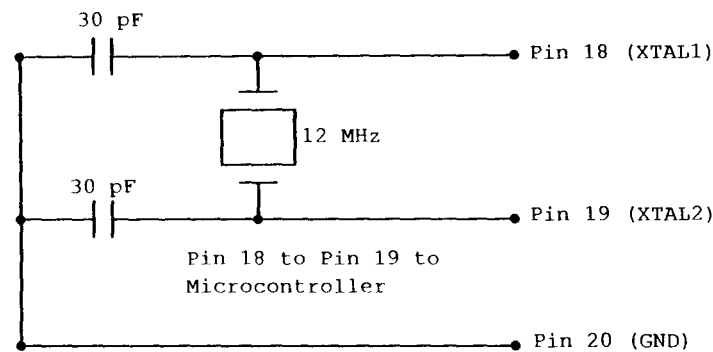 30 pF
Pin 18 (XTAL1)
12 MHz
30 pF
Pin 19 (XTAL2)
Pin 18 to Pin 19 to
Microcontroller
Pin 20 (GND)